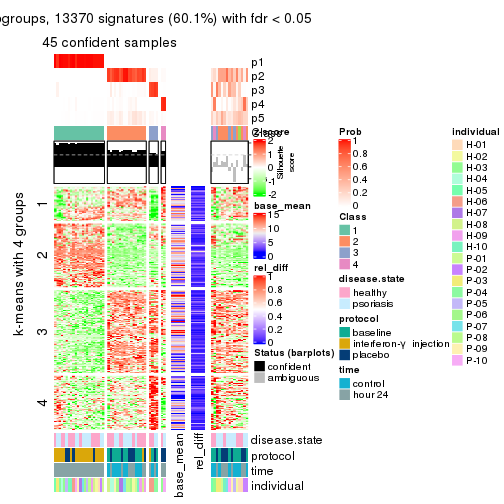 ogroups, 13370 signatures (60.1%) with fdr < 0.05
45 confident samples
p1
p2
p3
p4
p5
Class
Silhouette
score
1
2
3
4
k-means with 4 groups
base_mean
rel_diff
disease.state
protocol
time
individual
z-score
2
1
0
-1
-2
base_mean
15
10
5
0
rel_diff
1
0.8
0.6
0.4
0.2
0
Status (barplots)
confident
ambiguous
Prob
1
0.8
0.6
0.4
0.2
0
Class
1
2
3
4
disease.state
healthy
psoriasis
protocol
baseline
interferon-γ injection
placebo
time
control
hour 24
individual
H-01
H-02
H-03
H-04
H-05
H-06
H-07
H-08
H-09
H-10
P-01
P-02
P-03
P-04
P-05
P-06
P-07
P-08
P-09
P-10